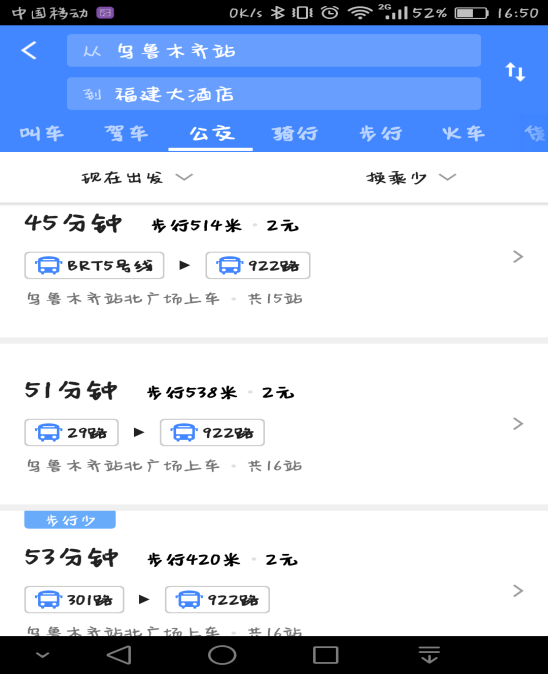 中国移动 0K/s 2G 52% 16:50
从 乌鲁木齐站
到 福建大酒店
叫车 驾车 公交 骑行 步行 火车 货
现在出发 换乘少
45分钟 步行514米 · 2元
BRT5号线 ▶ 922路
乌鲁木齐站北广场上车 · 共15站
51分钟 步行538米 · 2元
29路 ▶ 922路
乌鲁木齐站北广场上车 · 共16站
步行少
53分钟 步行420米 · 2元
301路 ▶ 922路
乌鲁木齐站北广场上车 · 共16站